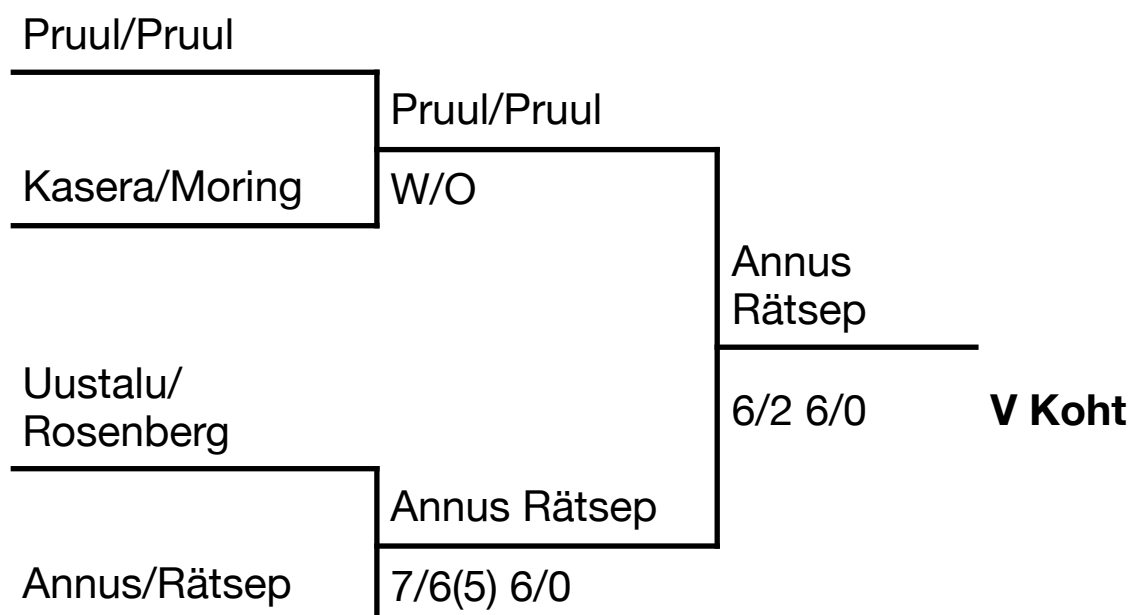 Pruul/Pruul
Pruul/Pruul
Kasera/Moring
W/O
Annus
Rätsep
Uustalu/
Rosenberg
6/2 6/0
V Koht
Annus Rätsep
Annus/Rätsep
7/6(5) 6/0